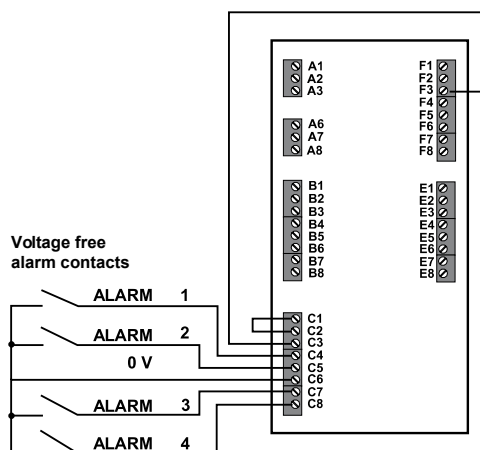 A1
A2
A3
A6
A7
A8
B1
B2
B3
B4
B5
B6
B7
B8
C1
C2
C3
C4
C5
C6
C7
C8
F1
F2
F3
F4
F5
F6
F7
F8
E1
E2
E3
E4
E5
E6
E7
E8
Voltage free
alarm contacts
ALARM 1
ALARM 2
0 V
ALARM 3
ALARM 4